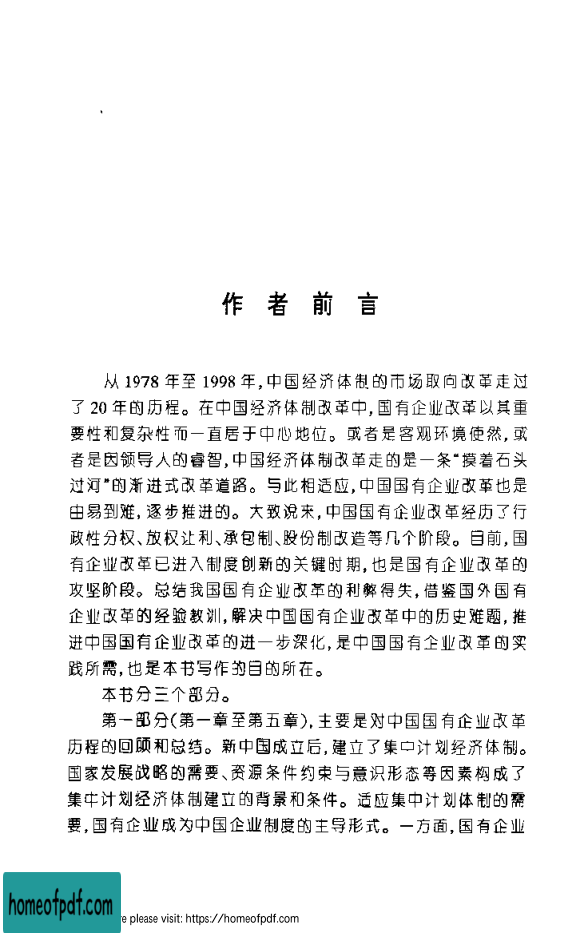 作者前言
从1978年至1998年,中国经济体制的市场取向改革走过
了20年的历程。在中国经济体制改革中,国有企业改革以其重
要性和复杂性而一直居于中心地位。或者是客观环境使然,或
者是因领导人的睿智,中国经济体制改革走的是一条“摸着石头
过河”的渐进式改革道路。与此相适应,中国国有企业改革也是
由易到难,逐步推进的。大致说来,中国国有企业改革经历了行
政性分权、放权让利、承包制、股份制改造等几个阶段。目前,国
有企业改革已进入制度创新的关键时期,也是国有企业改革的
攻坚阶段。总结我国国有企业改革的利弊得失,借鉴国外国有
企业改革的经验教训,解决中国国有企业改革中的历史难题,推
进中国国有企业改革的进一步深化,是中国国有企业改革的实
践所需,也是本书写作的目的所在。
本书分三个部分。
第一部分(第一章至第五章),主要是对中国国有企业改革
历程的回顾和总结。新中国成立后,建立了集中计划经济体制。
国家发展战略的需要、资源条件约束与意识形态等因素构成了
集中计划经济体制建立的背景和条件。适应集中计划体制的需
要,国有企业成为中国企业制度的主导形式。一方面,国有企业
homeofpdf.com
re please visit: https://homeofpdf.com